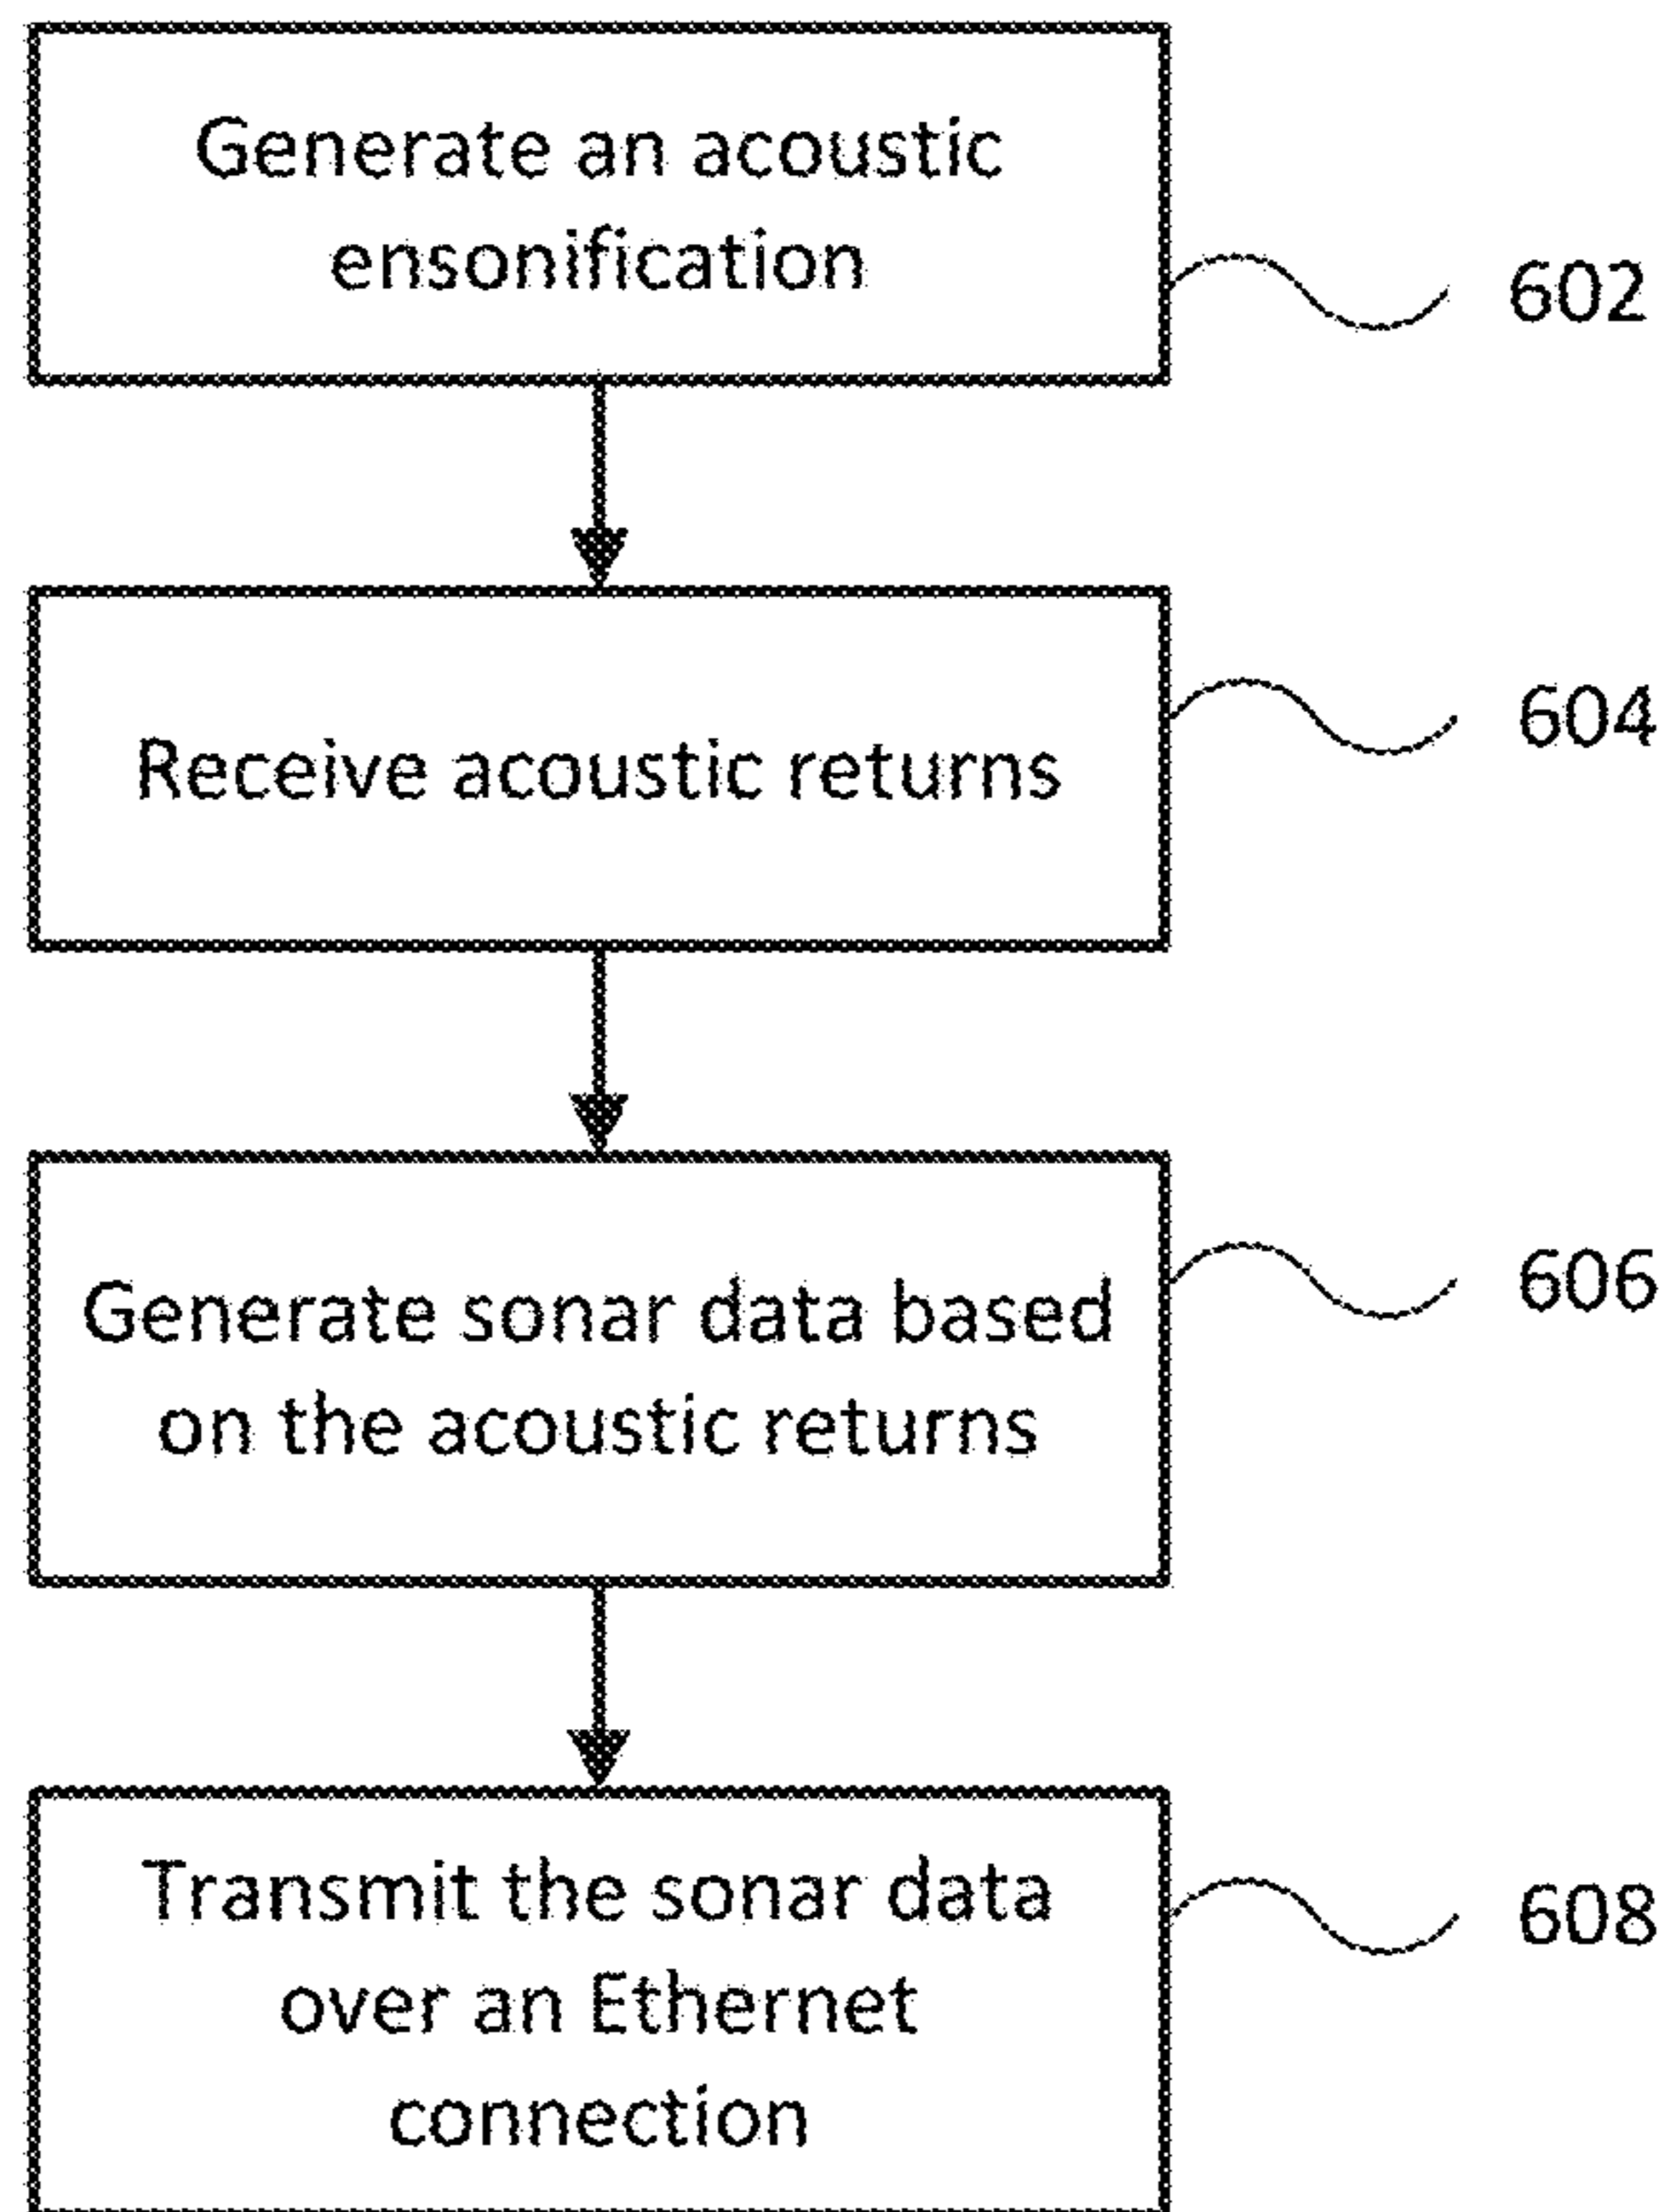 Generate an acoustic
ensonification
602
Receive acoustic returns
604
Generate sonar data based
on the acoustic returns
606
Transmit the sonar data
over an Ethernet
connection
608